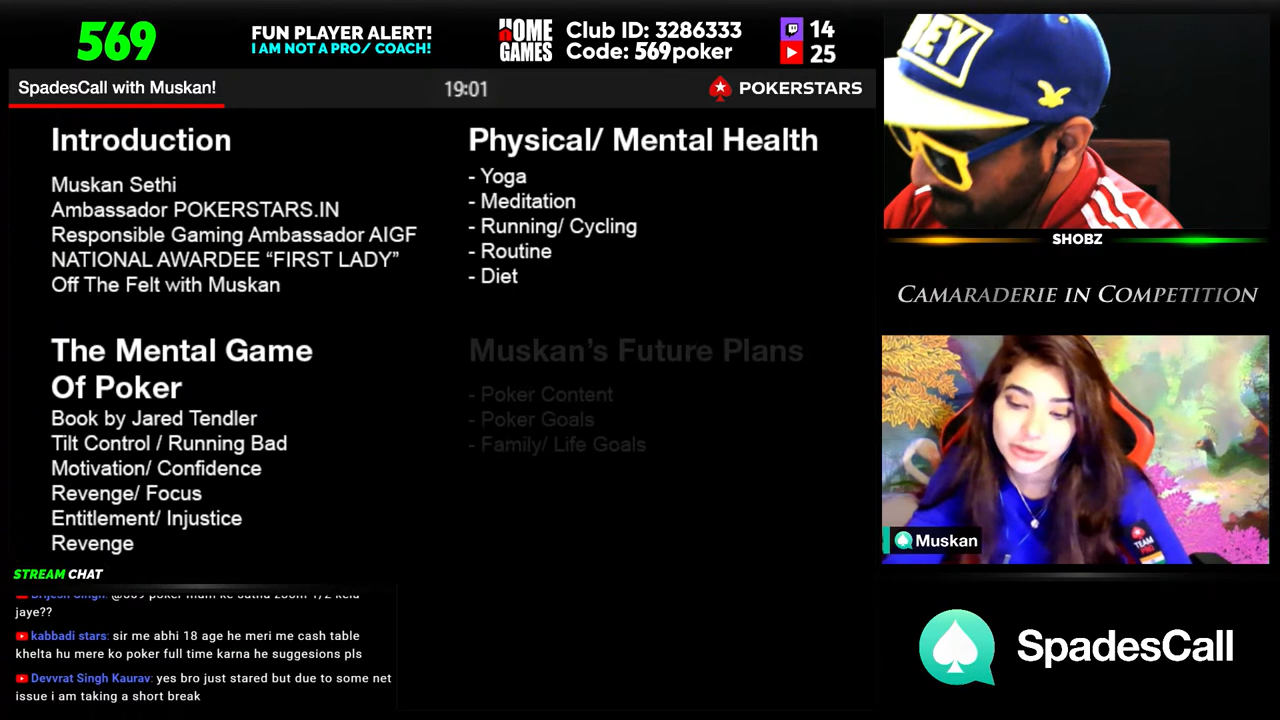 569
FUN PLAYER ALERT!
I AM NOT A PRO/ COACH!
HOME
GAMES
Club ID: 3286333
Code: 569poker
14
25
SpadesCall with Muskan!
19:01
POKERSTARS
Introduction
Muskan Sethi
Ambassador POKERSTARS.IN
Responsible Gaming Ambassador AIGF
NATIONAL AWARDEE “FIRST LADY”
Off The Felt with Muskan
Physical/ Mental Health
- Yoga
- Meditation
- Running/ Cycling
- Routine
- Diet
The Mental Game
Of Poker
Book by Jared Tendler
Tilt Control / Running Bad
Motivation/ Confidence
Revenge/ Focus
Entitlement/ Injustice
Revenge
Muskan’s Future Plans
- Poker Content
- Poker Goals
- Family/ Life Goals
SHOBZ
CAMARADERIE IN COMPETITION
TEAM
PRO
Muskan
SpadesCall
STREAM CHAT
jaye??
kabbadi stars: sir me abhi 18 age he meri me cash table
khelta hu mere ko poker full time karna he suggesions pls
Devvrat Singh Kaurav: yes bro just stared but due to some net
issue i am taking a short break